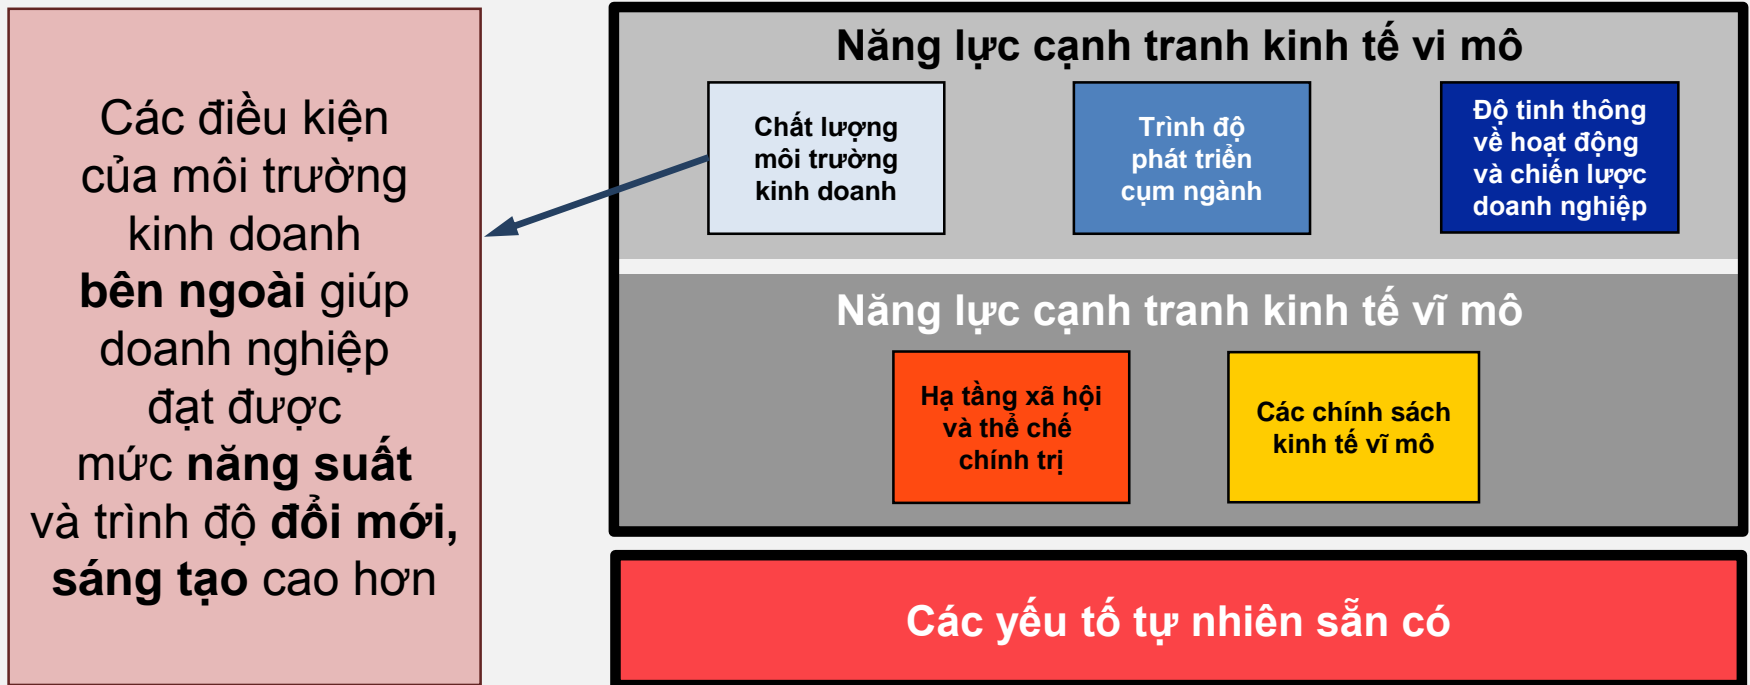 Các điều kiện
của môi trường
kinh doanh
bên ngoài giúp
doanh nghiệp
đạt được
mức năng suất
và trình độ đổi mới,
sáng tạo cao hơn
Năng lực cạnh tranh kinh tế vi mô
Chất lượng
môi trường
kinh doanh
Trình độ
phát triển
cụm ngành
Độ tinh thông
về hoạt động
và chiến lược
doanh nghiệp
Năng lực cạnh tranh kinh tế vĩ mô
Hạ tầng xã hội
và thể chế
chính trị
Các chính sách
kinh tế vĩ mô
Các yếu tố tự nhiên sẵn có